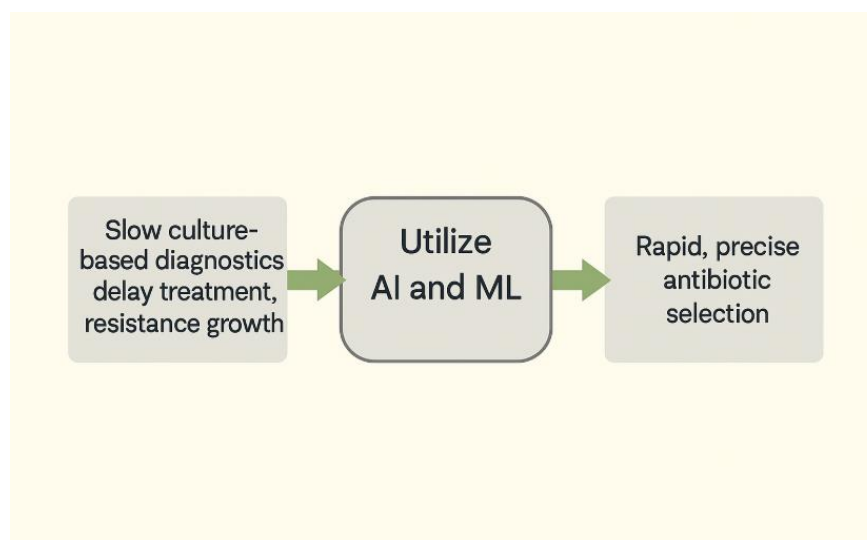 Slow culture-
based diagnostics
delay treatment,
resistance growth
Utilize
AI and ML
Rapid, precise
antibiotic
selection